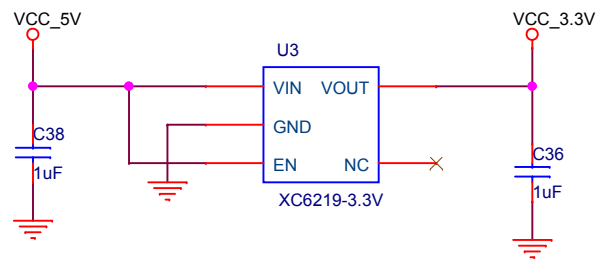 VCC_5V
VCC_3.3V
U3
VIN VOUT
GND
C38
EN NC
C36
1uF
1uF
XC6219-3.3V